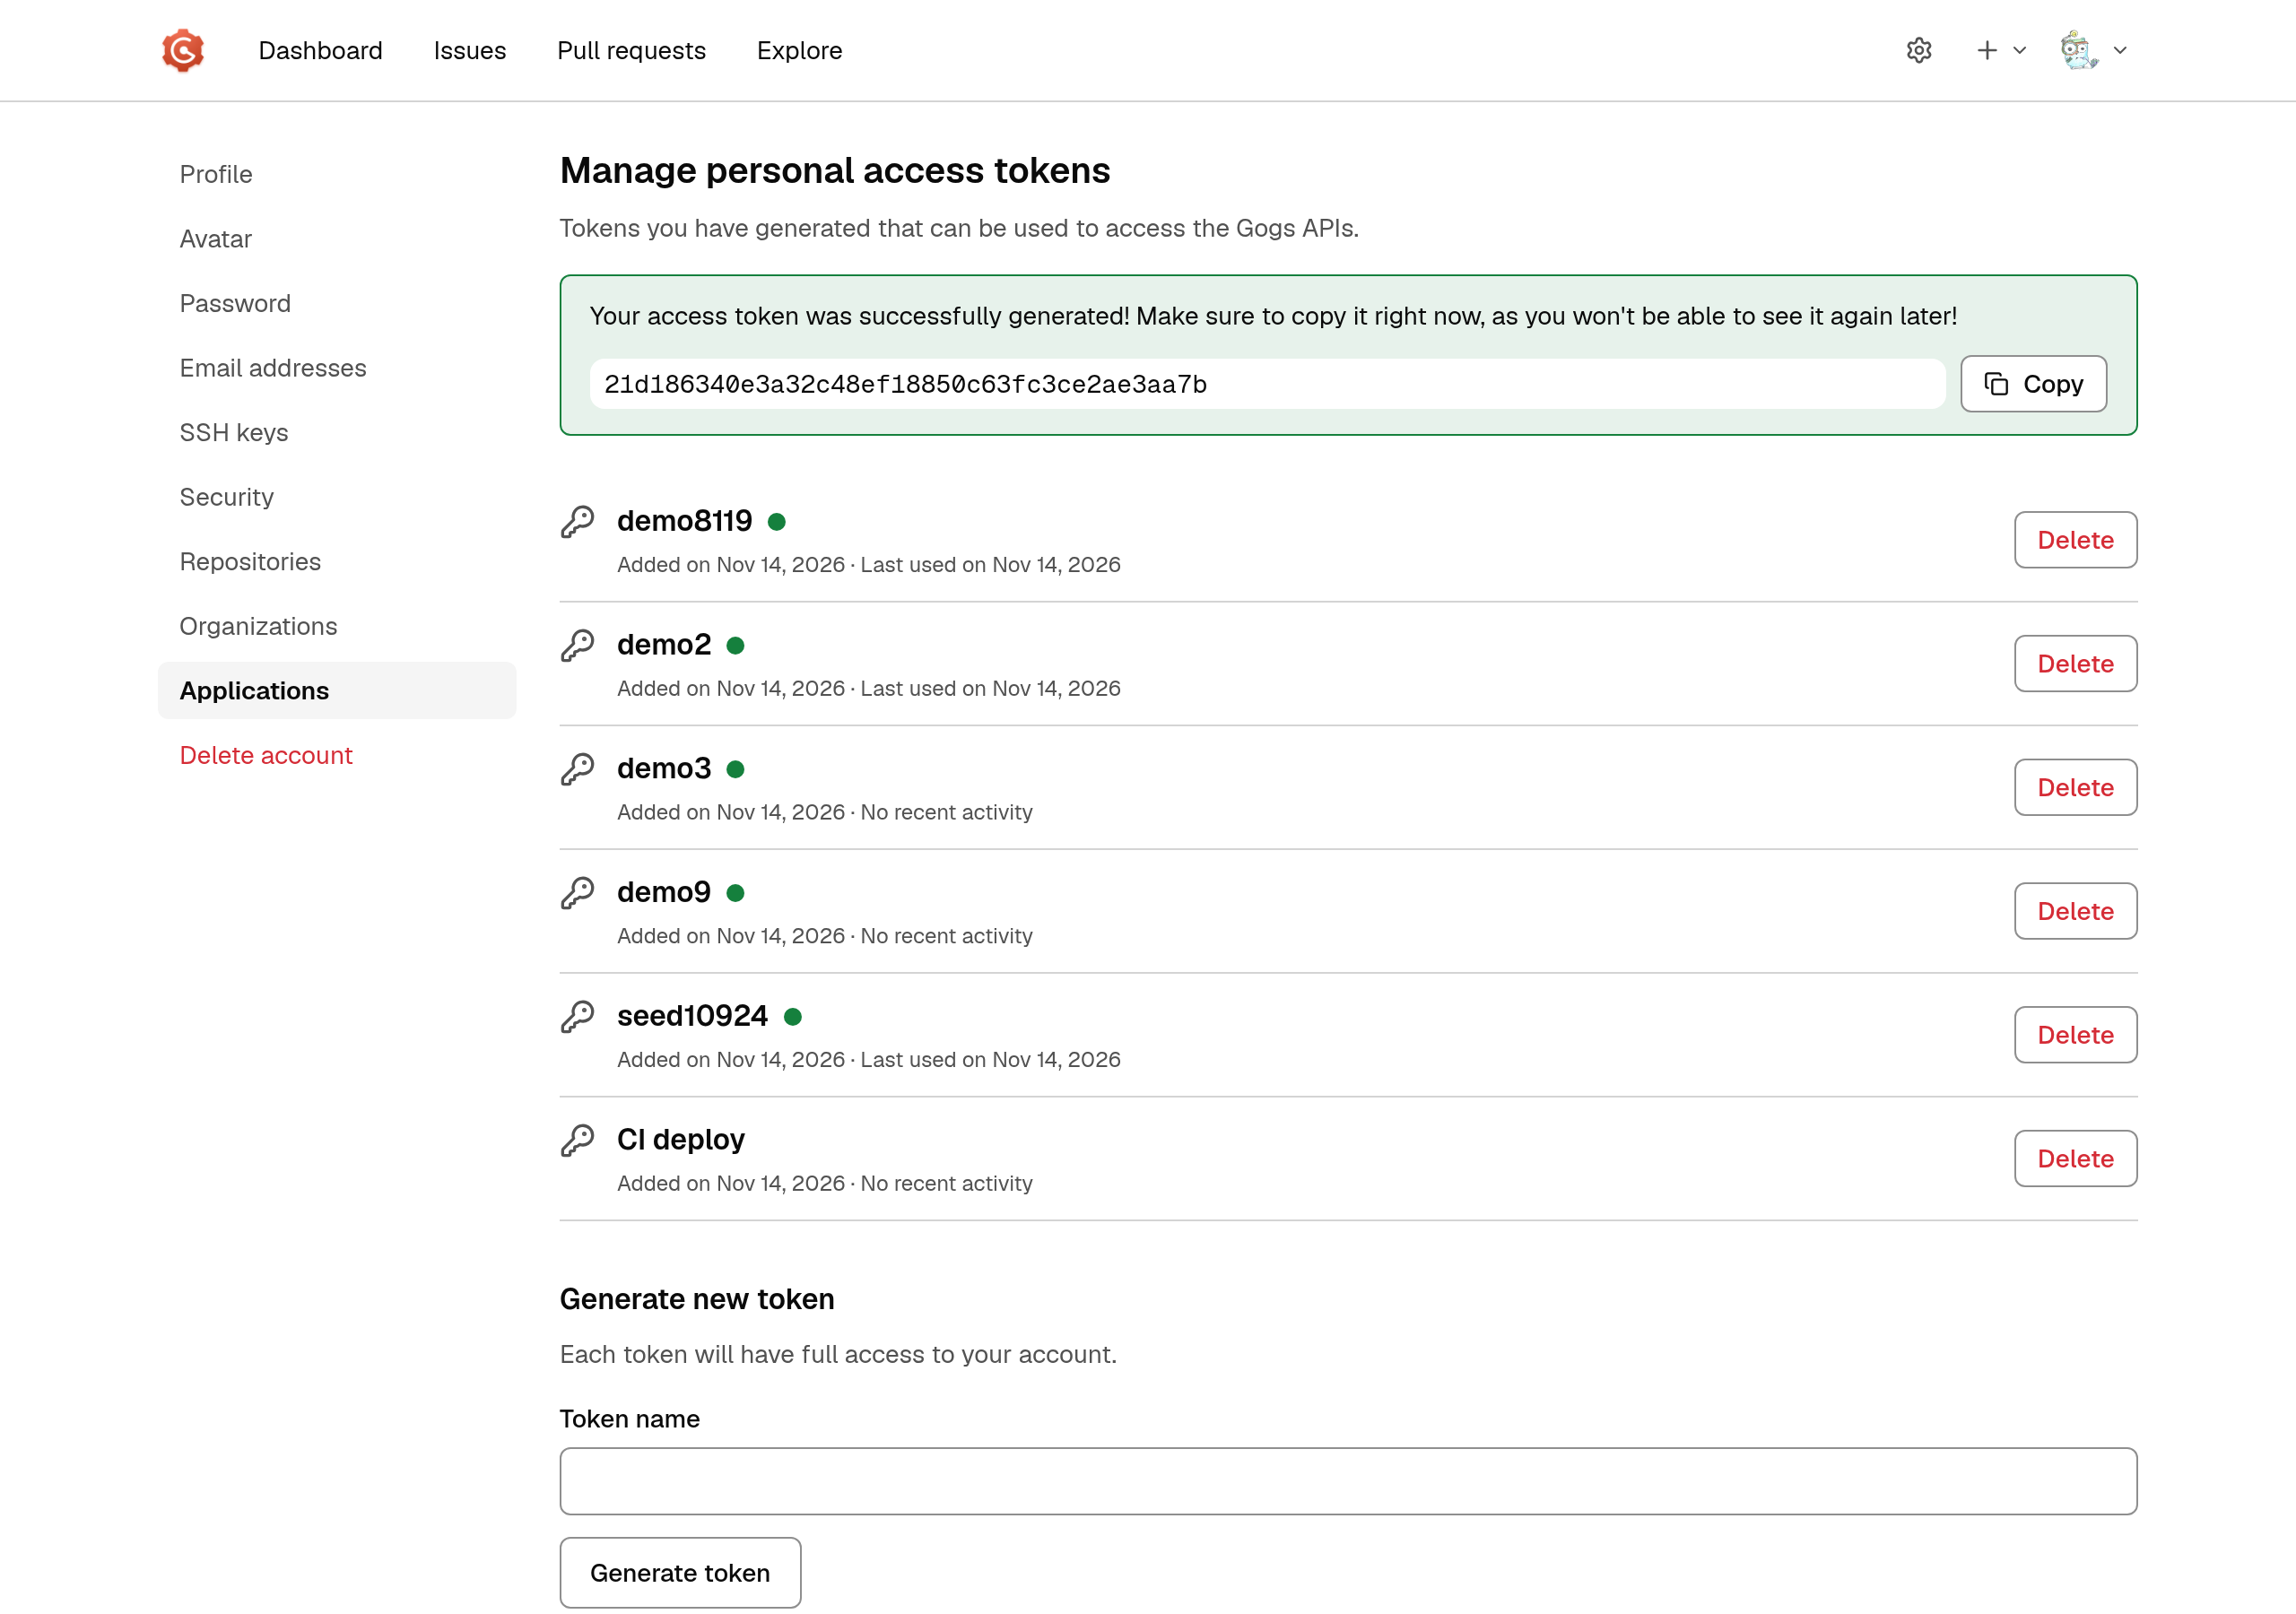 Dashboard Issues Pull requests Explore
Profile
Avatar
Password
Email addresses
SSH keys
Security
Repositories
Organizations
Applications
Delete account
Manage personal access tokens
Tokens you have generated that can be used to access the Gogs APIs.
Your access token was successfully generated! Make sure to copy it right now, as you won't be able to see it again later!
21d186340e3a32c48ef18850c63fc3ce2ae3aa7b Copy
demo8119
Added on Nov 14, 2026 · Last used on Nov 14, 2026
Delete
demo2
Added on Nov 14, 2026 · Last used on Nov 14, 2026
Delete
demo3
Added on Nov 14, 2026 · No recent activity
Delete
demo9
Added on Nov 14, 2026 · No recent activity
Delete
seed10924
Added on Nov 14, 2026 · Last used on Nov 14, 2026
Delete
CI deploy
Added on Nov 14, 2026 · No recent activity
Delete
Generate new token
Each token will have full access to your account.
Token name
Generate token